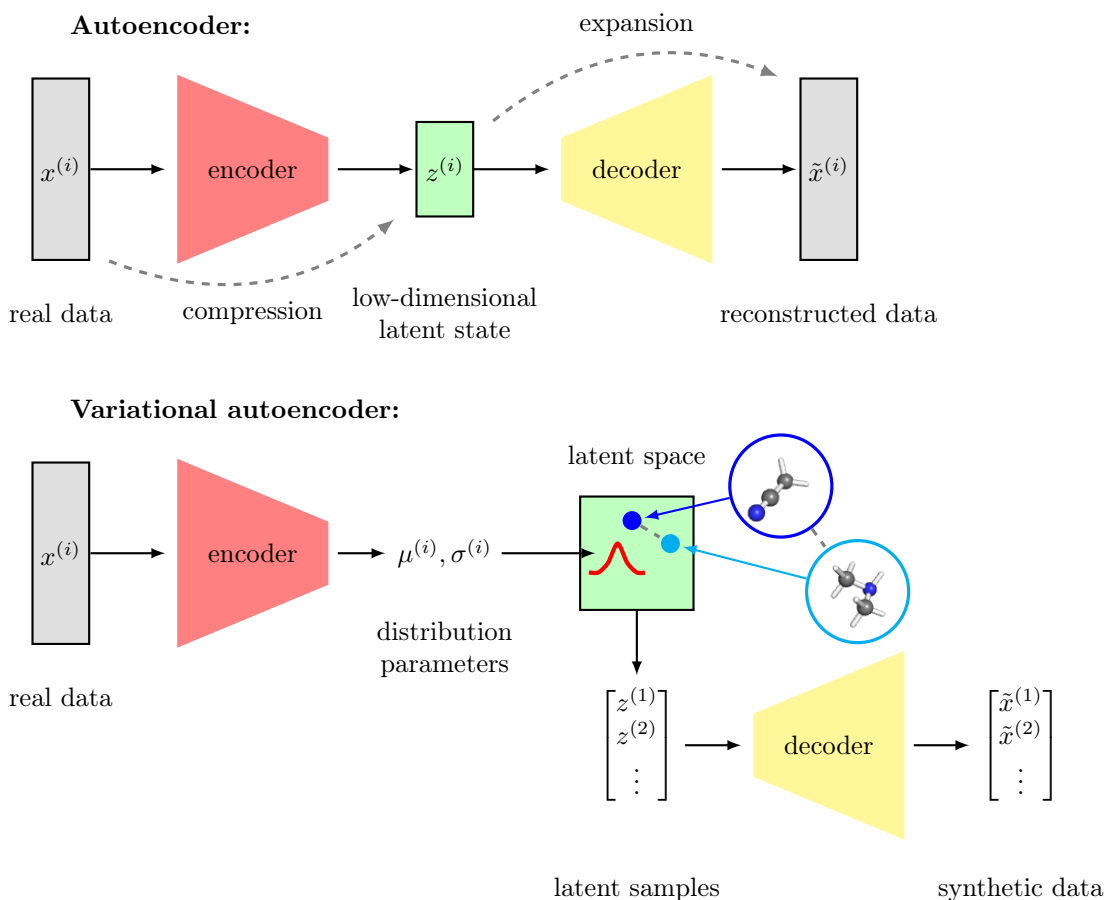 Autoencoder:
expansion
x^(i)
encoder
z^(i)
decoder
x̃^(i)
real data
compression
low-dimensional
latent state
reconstructed data
Variational autoencoder:
latent space
x^(i)
encoder
μ^(i), σ^(i)
distribution
parameters
real data
z^(1)
z^(2)
⋮
decoder
x̃^(1)
x̃^(2)
⋮
latent samples
synthetic data